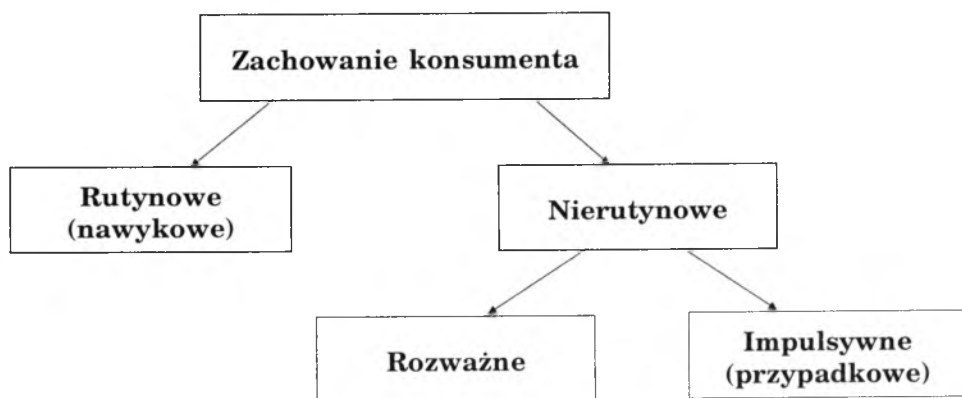 Zachowanie konsumenta
Rutynowe
(nawykowe)
Nierutynowe
Rozważne
Impulsywne
(przypadkowe)